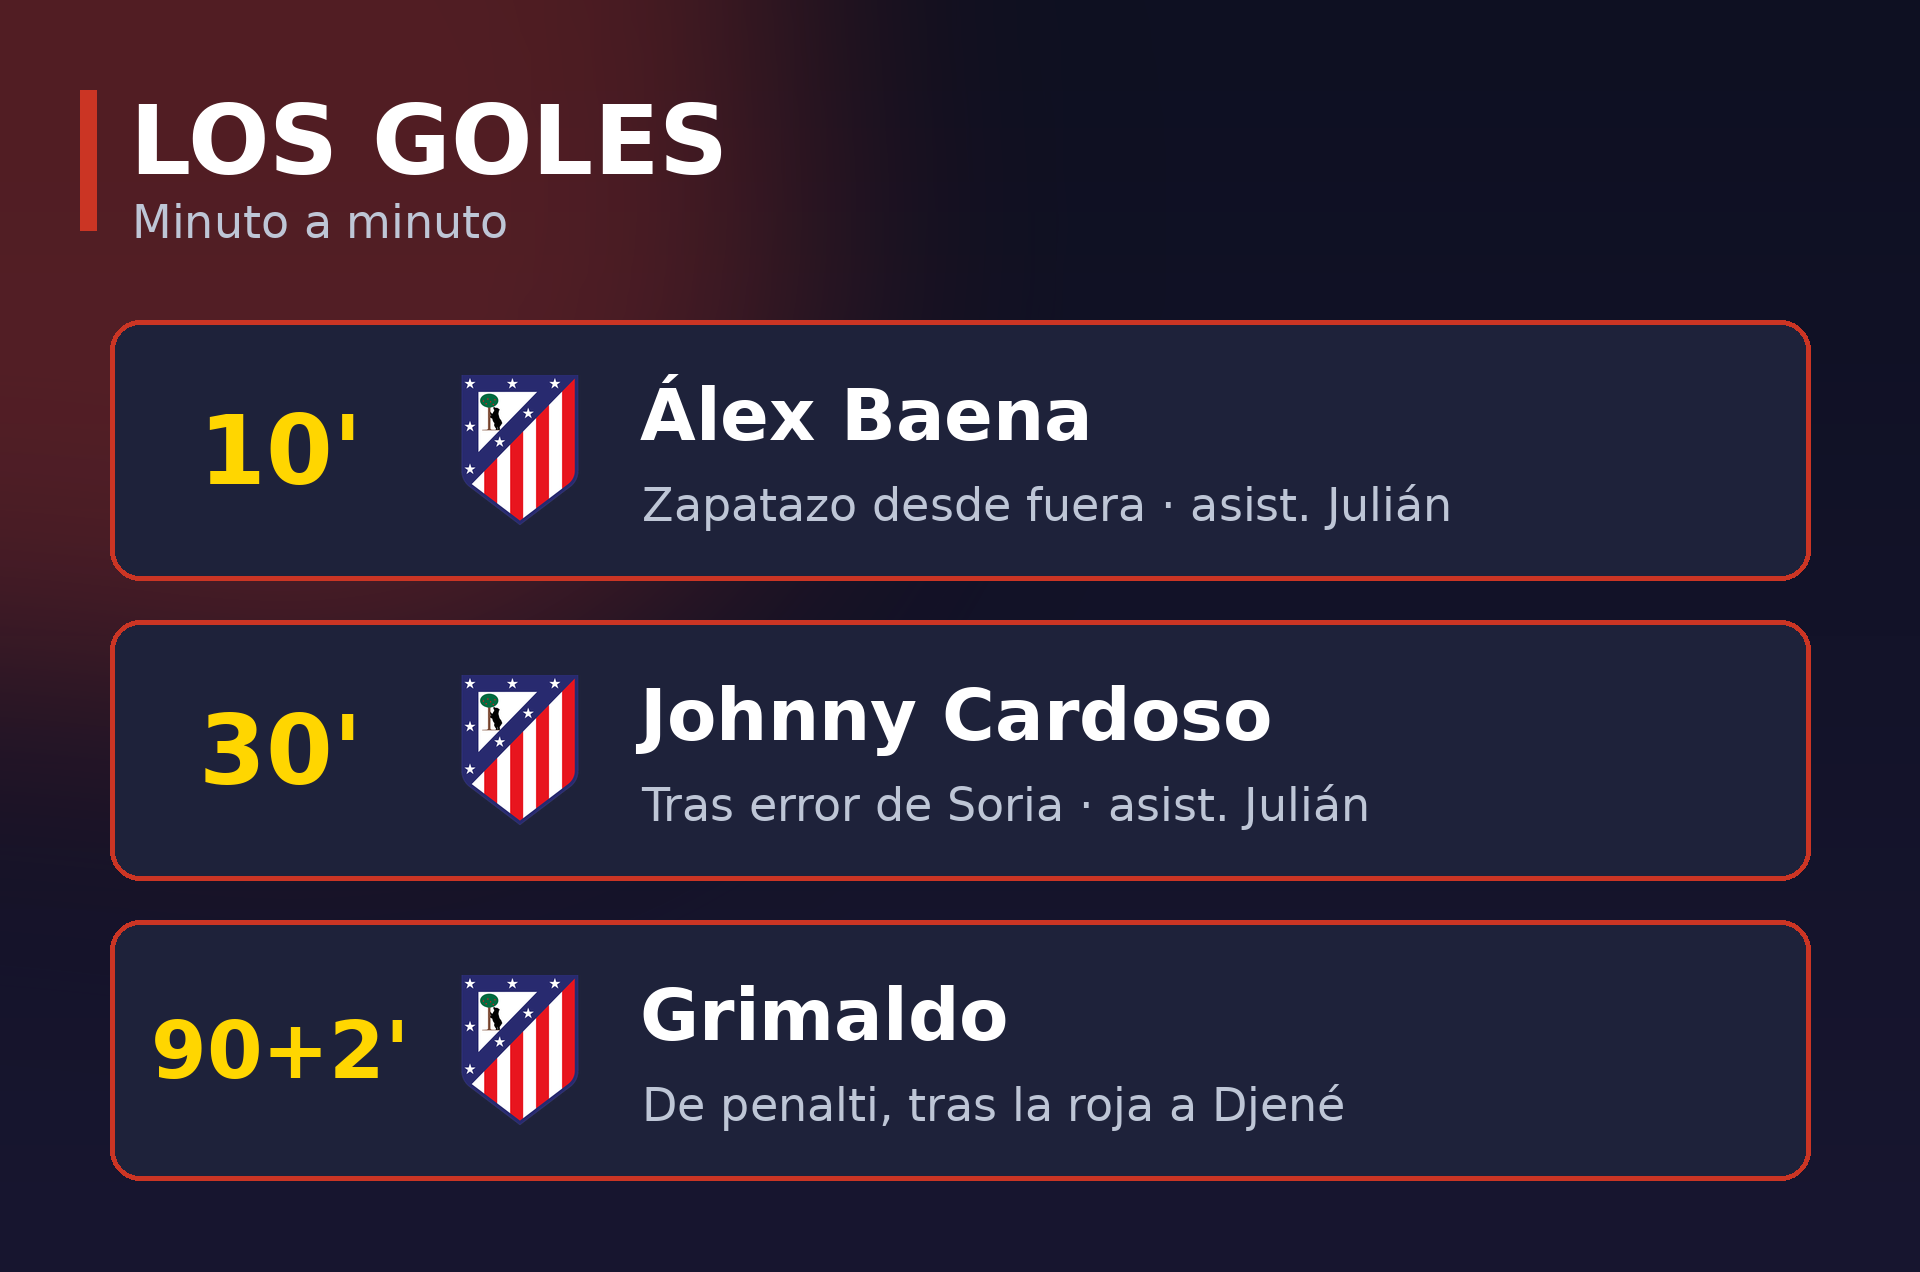 LOS GOLES
Minuto a minuto
10'
Álex Baena
Zapatazo desde fuera · asist. Julián
30'
Johnny Cardoso
Tras error de Soria · asist. Julián
90+2'
Grimaldo
De penalti, tras la roja a Djené